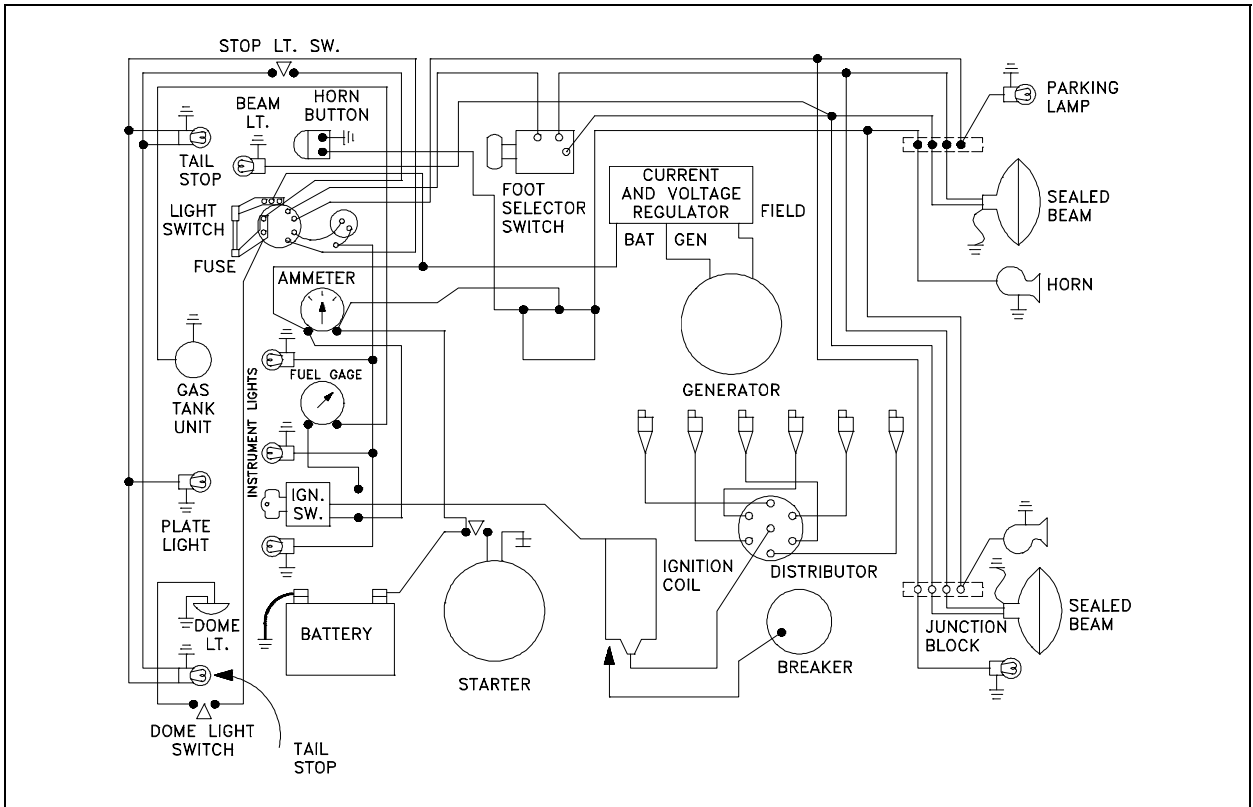 STOP LT. SW.
BEAM
LT.
HORN
BUTTON
TAIL
STOP
LIGHT
SWITCH
FUSE
FOOT
SELECTOR
SWITCH
CURRENT
AND VOLTAGE
REGULATOR
FIELD
BAT
GEN
PARKING
LAMP
SEALED
BEAM
HORN
AMMETER
GENERATOR
GAS
TANK
UNIT
FUEL GAGE
INSTRUMENT LIGHTS
IGN.
SW.
PLATE
LIGHT
IGNITION
COIL
DISTRIBUTOR
DOME
LT.
BATTERY
STARTER
BREAKER
JUNCTION
BLOCK
SEALED
BEAM
DOME LIGHT
SWITCH
TAIL
STOP